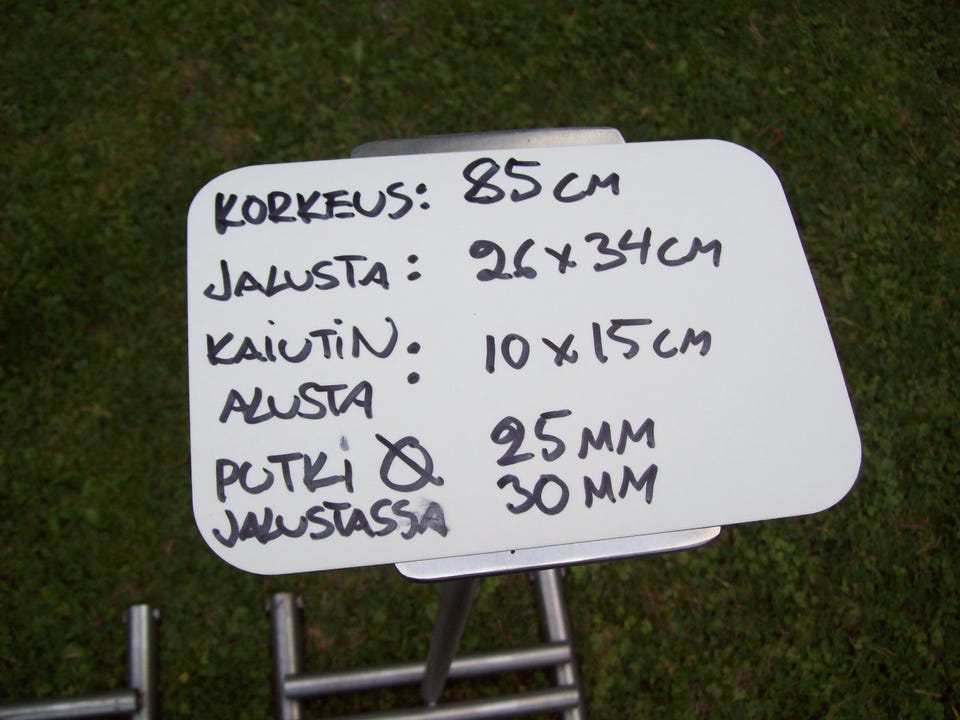 KORKEUS: 85 CM
JALUSTA: 26 x 34 CM
KAIUTIN: 10 x 15 CM
ALUSTA
PUTKI Ø 25 MM
JALUSTASSA 30 MM